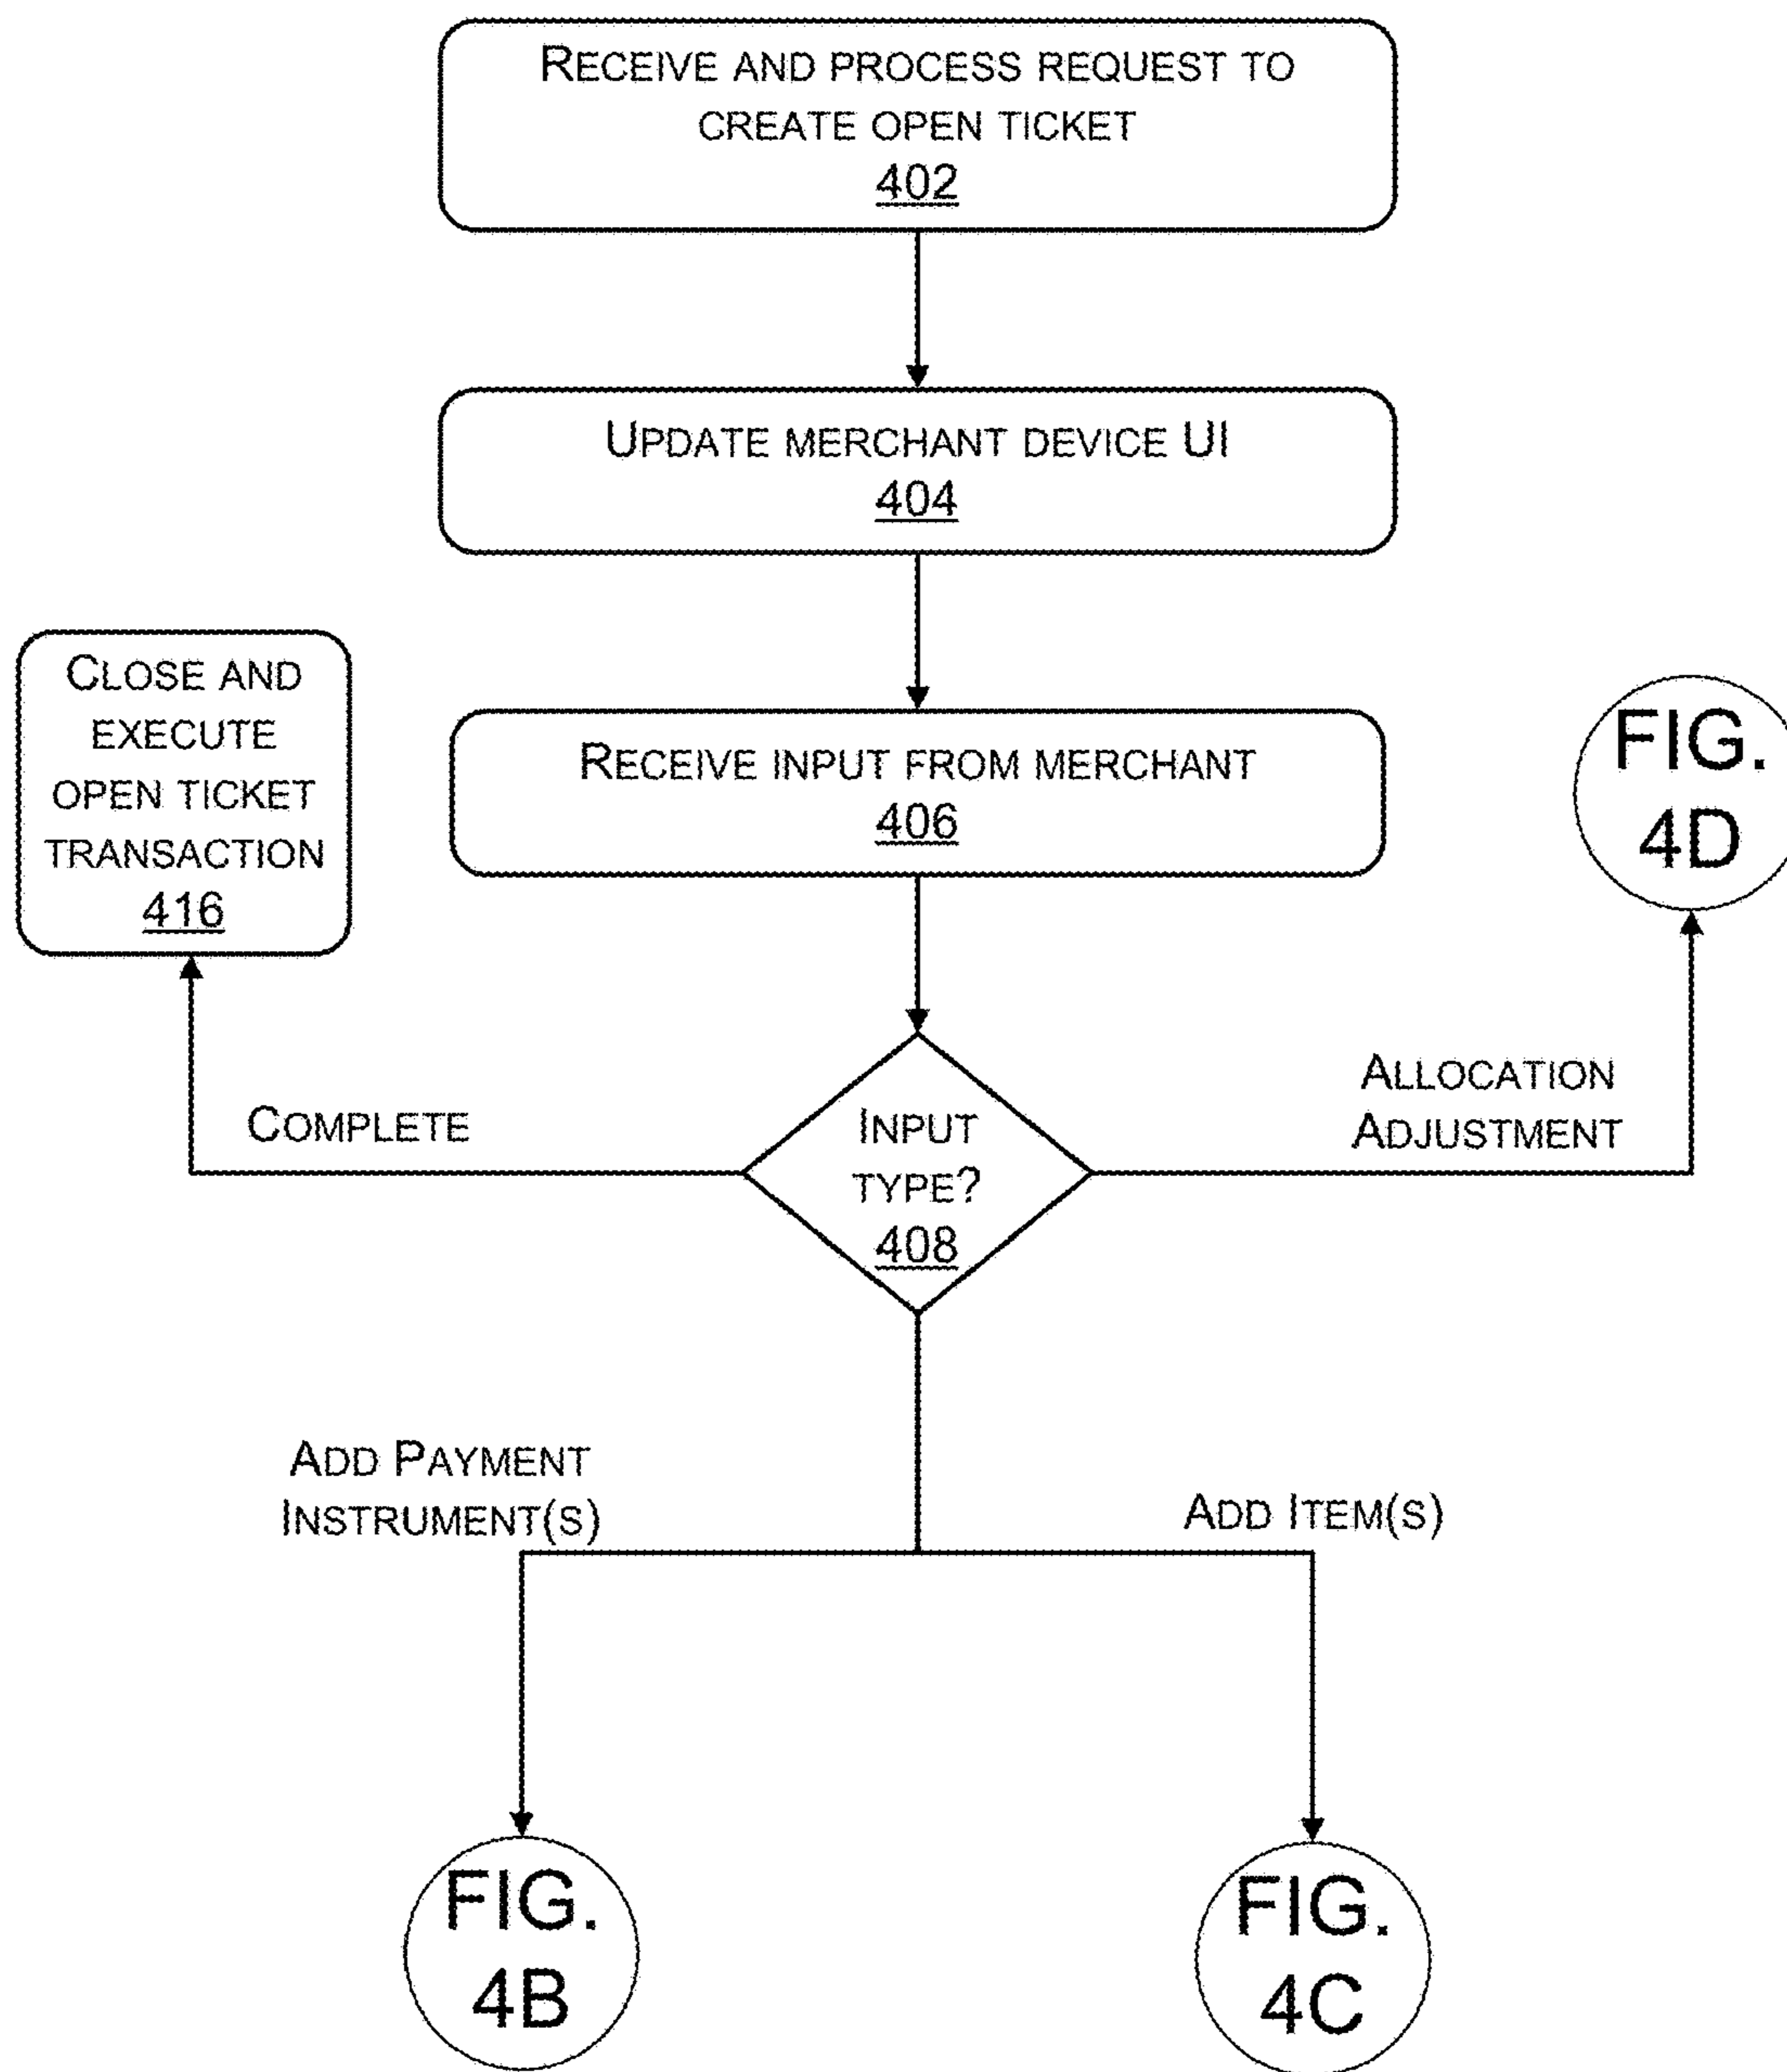 RECEIVE AND PROCESS REQUEST TO
CREATE OPEN TICKET
402
UPDATE MERCHANT DEVICE UI
404
CLOSE AND
EXECUTE
OPEN TICKET
TRANSACTION
416
RECEIVE INPUT FROM MERCHANT
406
FIG.
4D
COMPLETE
INPUT
TYPE?
408
ALLOCATION
ADJUSTMENT
ADD PAYMENT
INSTRUMENT(S)
ADD ITEM(S)
FIG.
4B
FIG.
4C